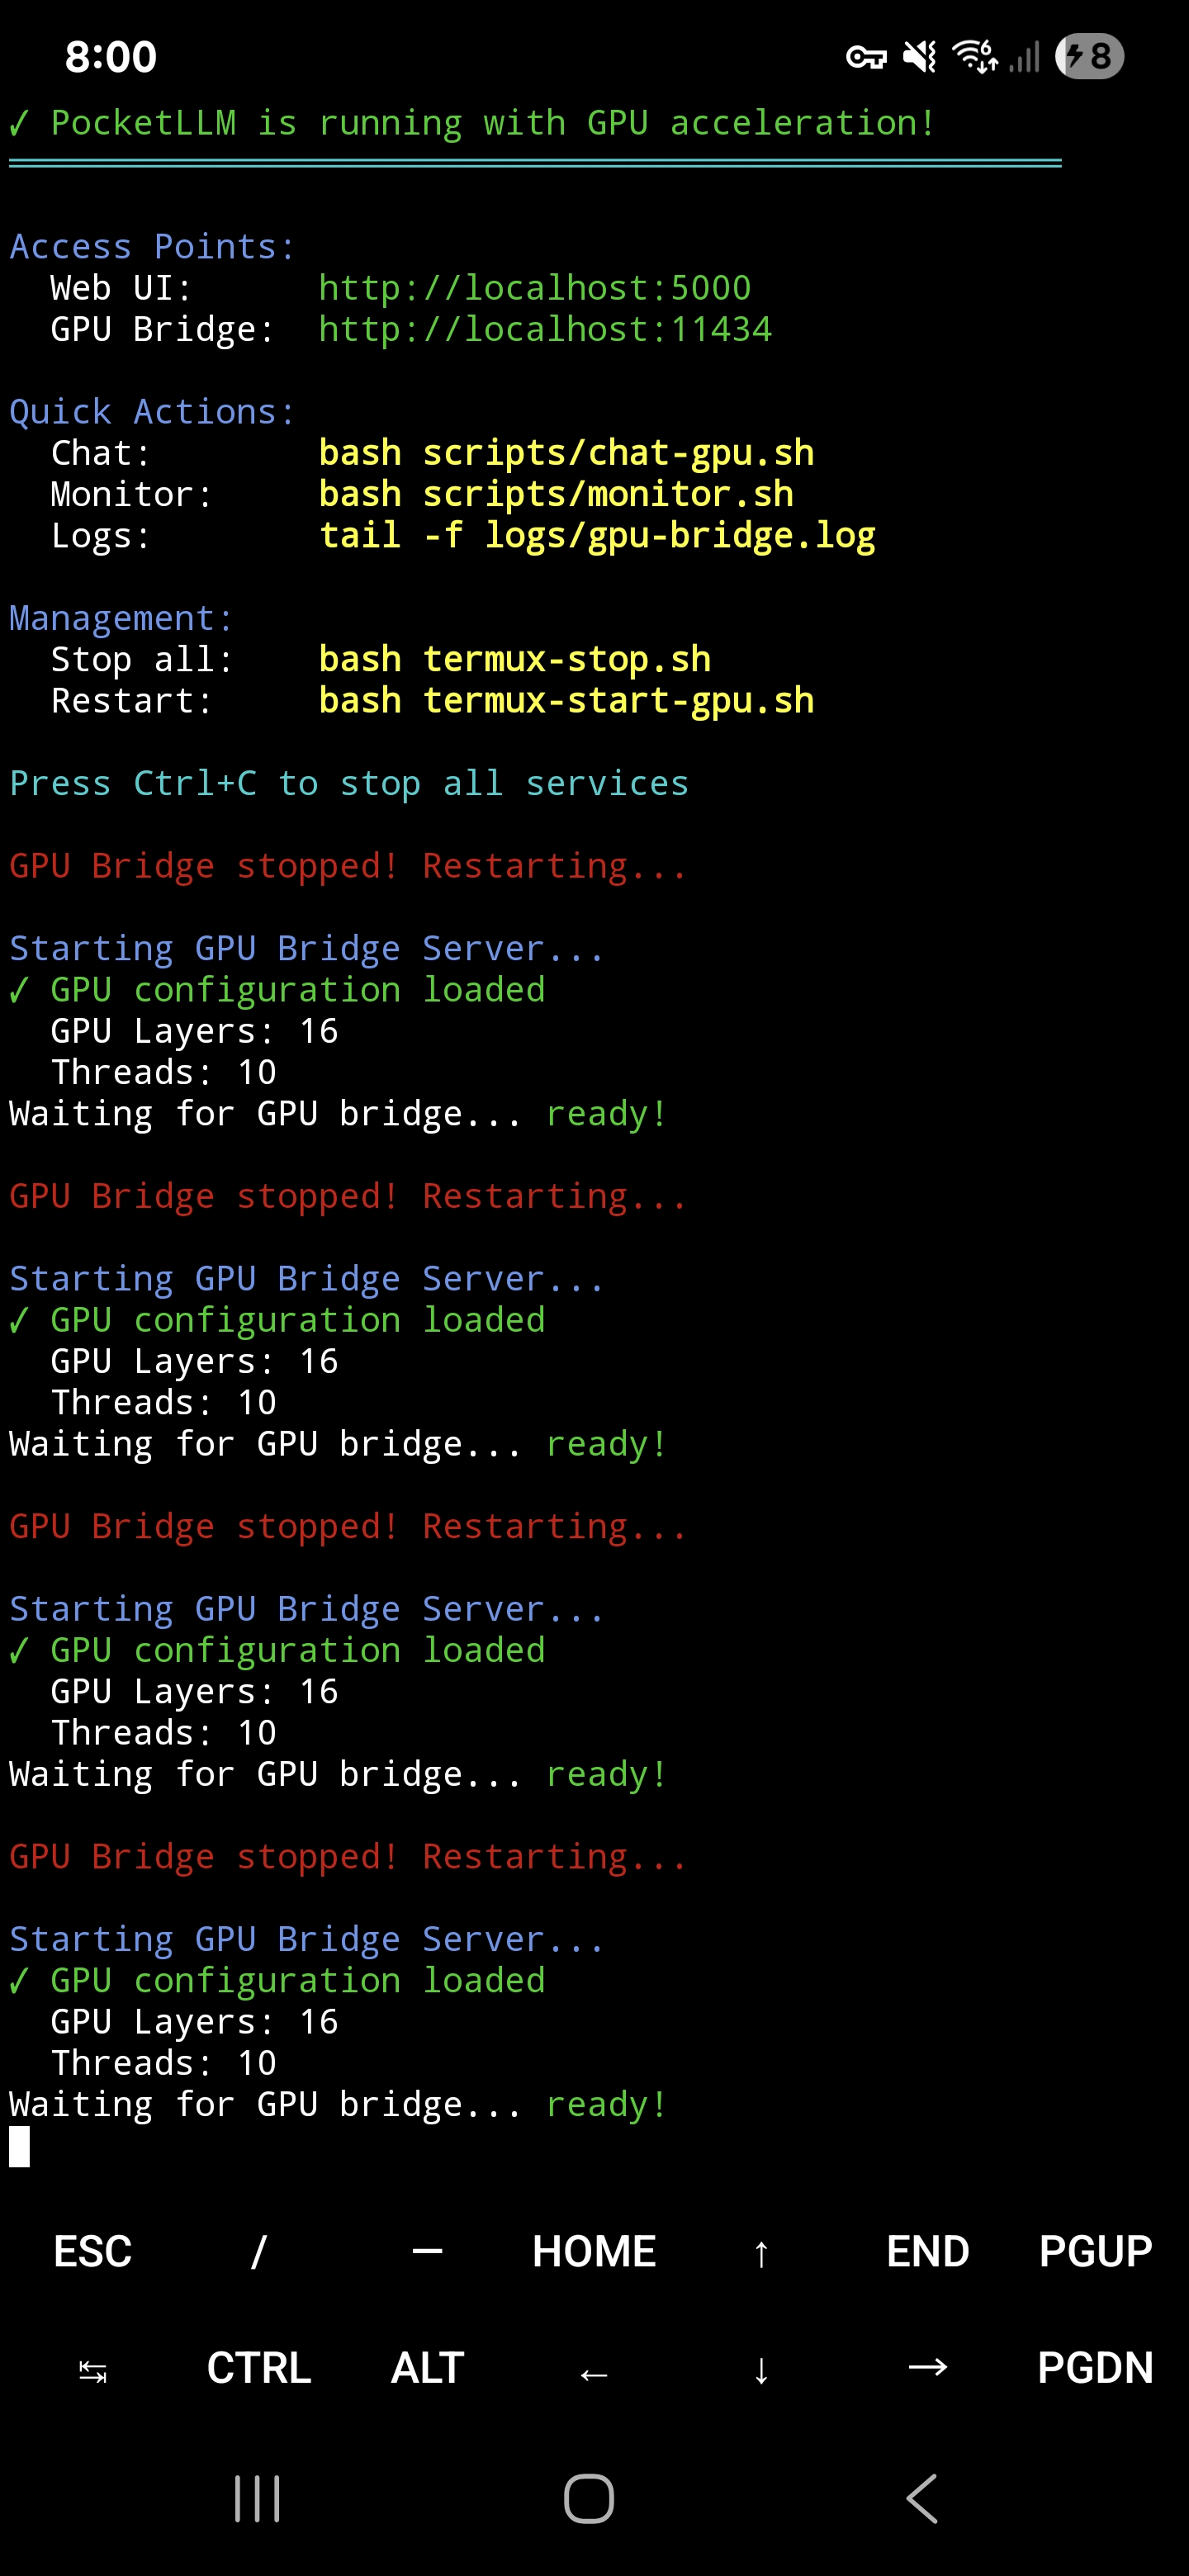 8:00
6
8
✓ PocketLLM is running with GPU acceleration!
Access Points:
Web UI: http://localhost:5000
GPU Bridge: http://localhost:11434
Quick Actions:
Chat: bash scripts/chat-gpu.sh
Monitor: bash scripts/monitor.sh
Logs: tail -f logs/gpu-bridge.log
Management:
Stop all: bash termux-stop.sh
Restart: bash termux-start-gpu.sh
Press Ctrl+C to stop all services
GPU Bridge stopped! Restarting...
Starting GPU Bridge Server...
✓ GPU configuration loaded
GPU Layers: 16
Threads: 10
Waiting for GPU bridge... ready!
GPU Bridge stopped! Restarting...
Starting GPU Bridge Server...
✓ GPU configuration loaded
GPU Layers: 16
Threads: 10
Waiting for GPU bridge... ready!
GPU Bridge stopped! Restarting...
Starting GPU Bridge Server...
✓ GPU configuration loaded
GPU Layers: 16
Threads: 10
Waiting for GPU bridge... ready!
GPU Bridge stopped! Restarting...
Starting GPU Bridge Server...
✓ GPU configuration loaded
GPU Layers: 16
Threads: 10
Waiting for GPU bridge... ready!
ESC / — HOME ↑ END PGUP
↹ CTRL ALT ← ↓ → PGDN